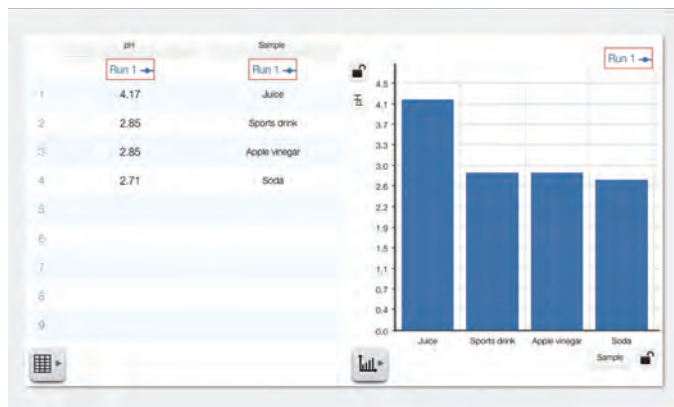 pH Sample
Run 1 Run 1
1 4.17 Juice
2 2.85 Sports drink
3 2.85 Apple vinegar
4 2.71 Soda
5
6
7
8
9
Run 1
pH
4.5
4.1
3.7
3.3
3.0
2.6
2.2
1.9
1.5
1.1
0.7
0.4
0.0
Juice Sports drink Apple vinegar Soda
Sample